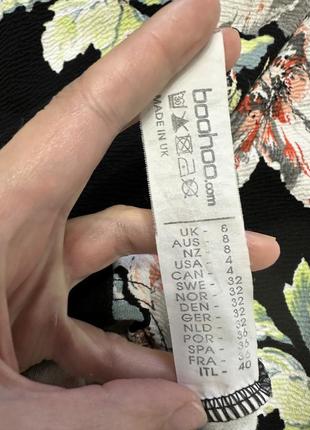 boohoo.com
MADE IN UK
UK - 8
AUS - 8
NZ - 8
USA - 4
CAN - 4
SWE - 32
NOR - 32
DEN - 32
GER - 32
NLD - 32
POR - 36
SPA - 36
FRA - 36
ITL - 40